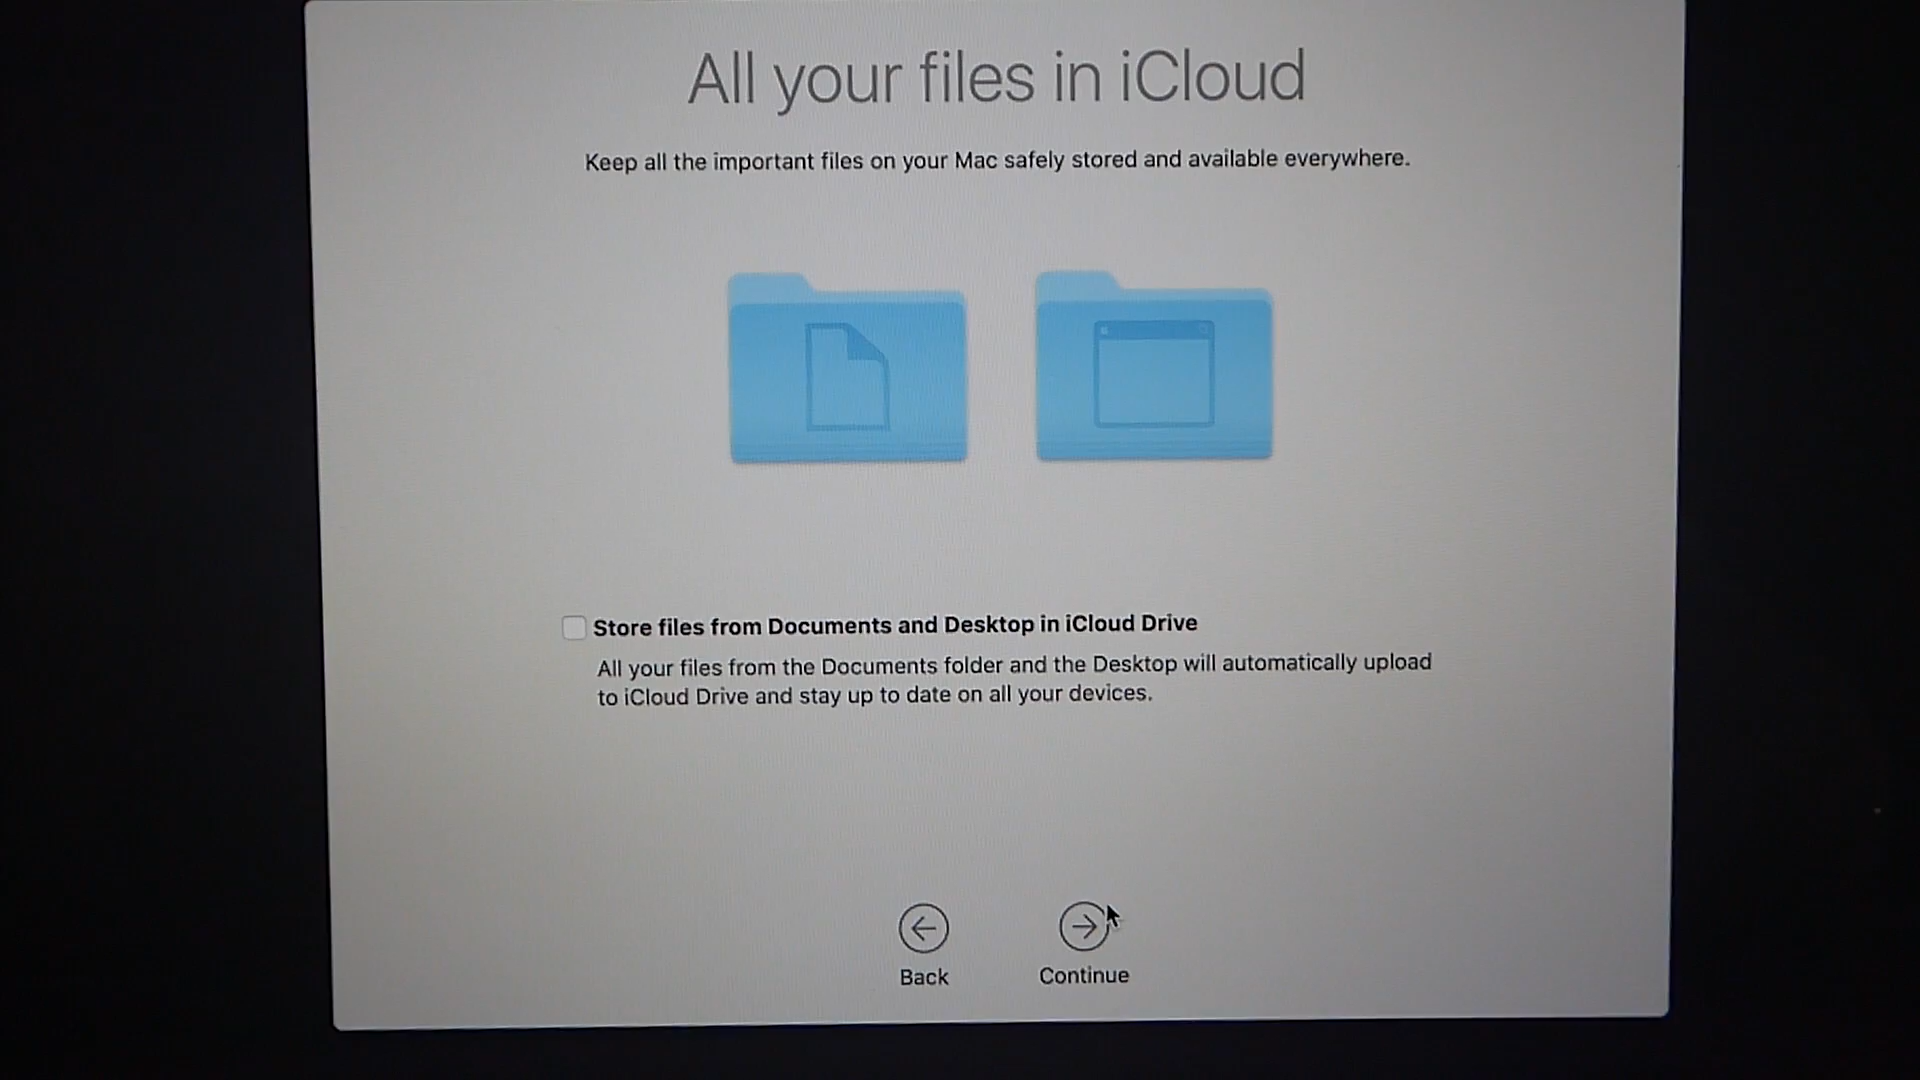 All your files in iCloud
Keep all the important files on your Mac safely stored and available everywhere.
Store files from Documents and Desktop in iCloud Drive
All your files from the Documents folder and the Desktop will automatically upload
to iCloud Drive and stay up to date on all your devices.
Back
Continue